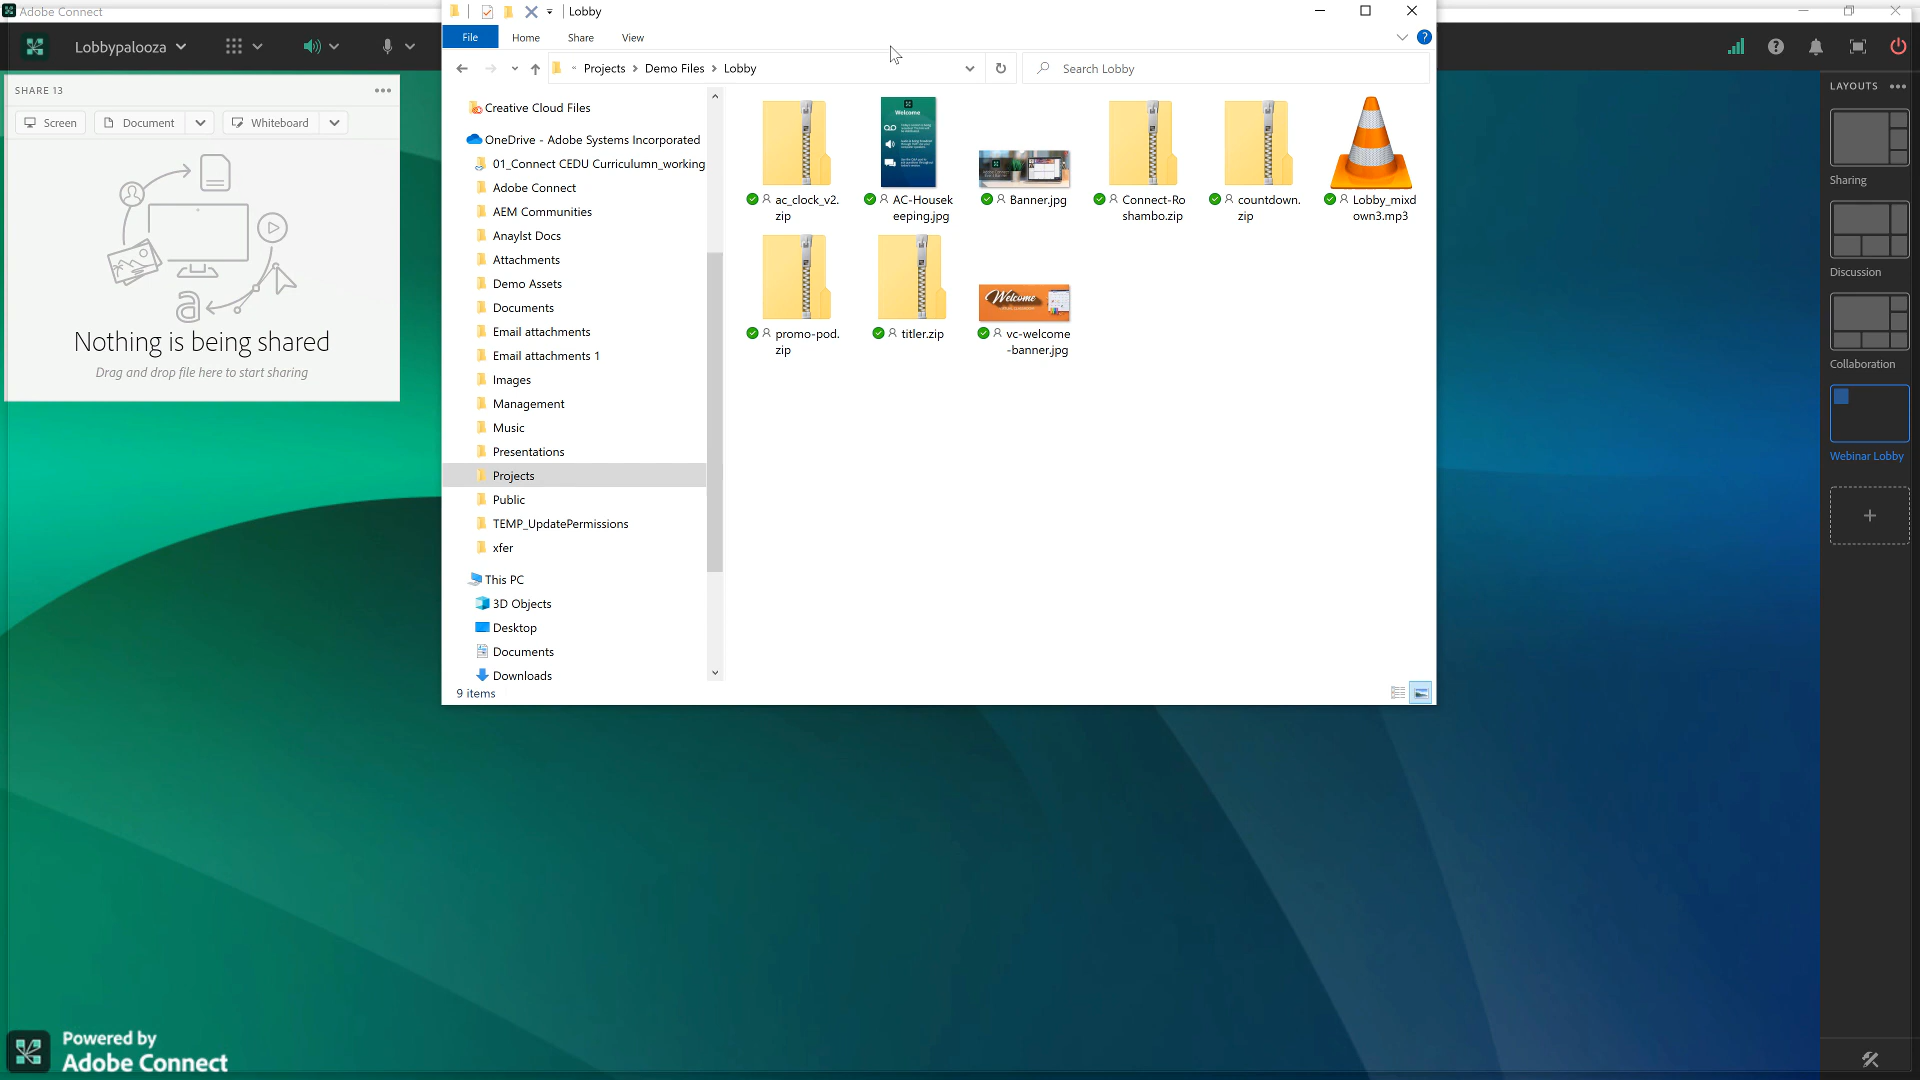 Adobe Connect
Lobbypalooza
SHARE 13
Screen
Document
Whiteboard
Nothing is being shared
Drag and drop file here to start sharing
Lobby
File
Home
Share
View
Projects > Demo Files > Lobby
Search Lobby
Creative Cloud Files
OneDrive - Adobe Systems Incorporated
01_Connect CEDU Curriculumn_working
Adobe Connect
AEM Communities
Anaylst Docs
Attachments
Demo Assets
Documents
Email attachments
Email attachments 1
Images
Management
Music
Presentations
Projects
Public
TEMP_UpdatePermissions
xfer
This PC
3D Objects
Desktop
Documents
Downloads
9 items
Welcome
ac_clock_v2.
zip
AC-Housek
eeping.jpg
Banner.jpg
Connect-Ro
shambo.zip
countdown.
zip
Lobby_mixd
own3.mp3
Welcome
promo-pod.
zip
titler.zip
vc-welcome
-banner.jpg
LAYOUTS
Sharing
Discussion
Collaboration
Webinar Lobby
Powered by
Adobe Connect